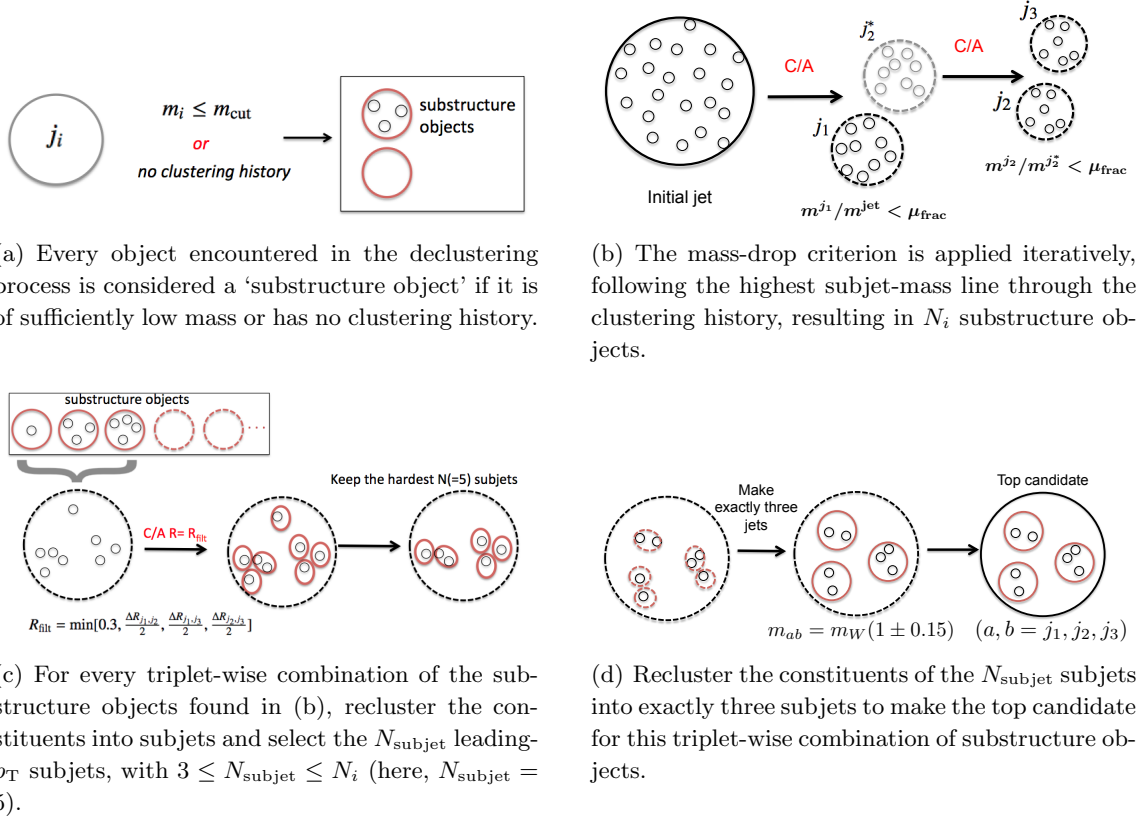 j_i
m_i ≤ m_cut
or
no clustering history
substructure
objects
Initial jet
C/A
j_2^*
j_1
m^{j_1}/m^{jet} < μ_frac
C/A
j_3
j_2
m^{j_2}/m^{j_2^*} < μ_frac
a) Every object encountered in the declustering
process is considered a ‘substructure object’ if it is
of sufficiently low mass or has no clustering history.
(b) The mass-drop criterion is applied iteratively,
following the highest subjet-mass line through the
clustering history, resulting in N_i substructure ob-
jects.
substructure objects
...
C/A R= R_filt
Keep the hardest N(=5) subjets
R_filt = min[0.3, ΔR_{j_1,j_2}/2, ΔR_{j_1,j_3}/2, ΔR_{j_2,j_3}/2]
Make
exactly three
jets
Top candidate
m_ab = m_W(1 ± 0.15) (a, b = j_1, j_2, j_3)
c) For every triplet-wise combination of the sub-
structure objects found in (b), recluster the con-
stituents into subjets and select the N_subjet leading-
p_T subjets, with 3 ≤ N_subjet ≤ N_i (here, N_subjet =
5).
(d) Recluster the constituents of the N_subjet subjets
into exactly three subjets to make the top candidate
for this triplet-wise combination of substructure ob-
jects.